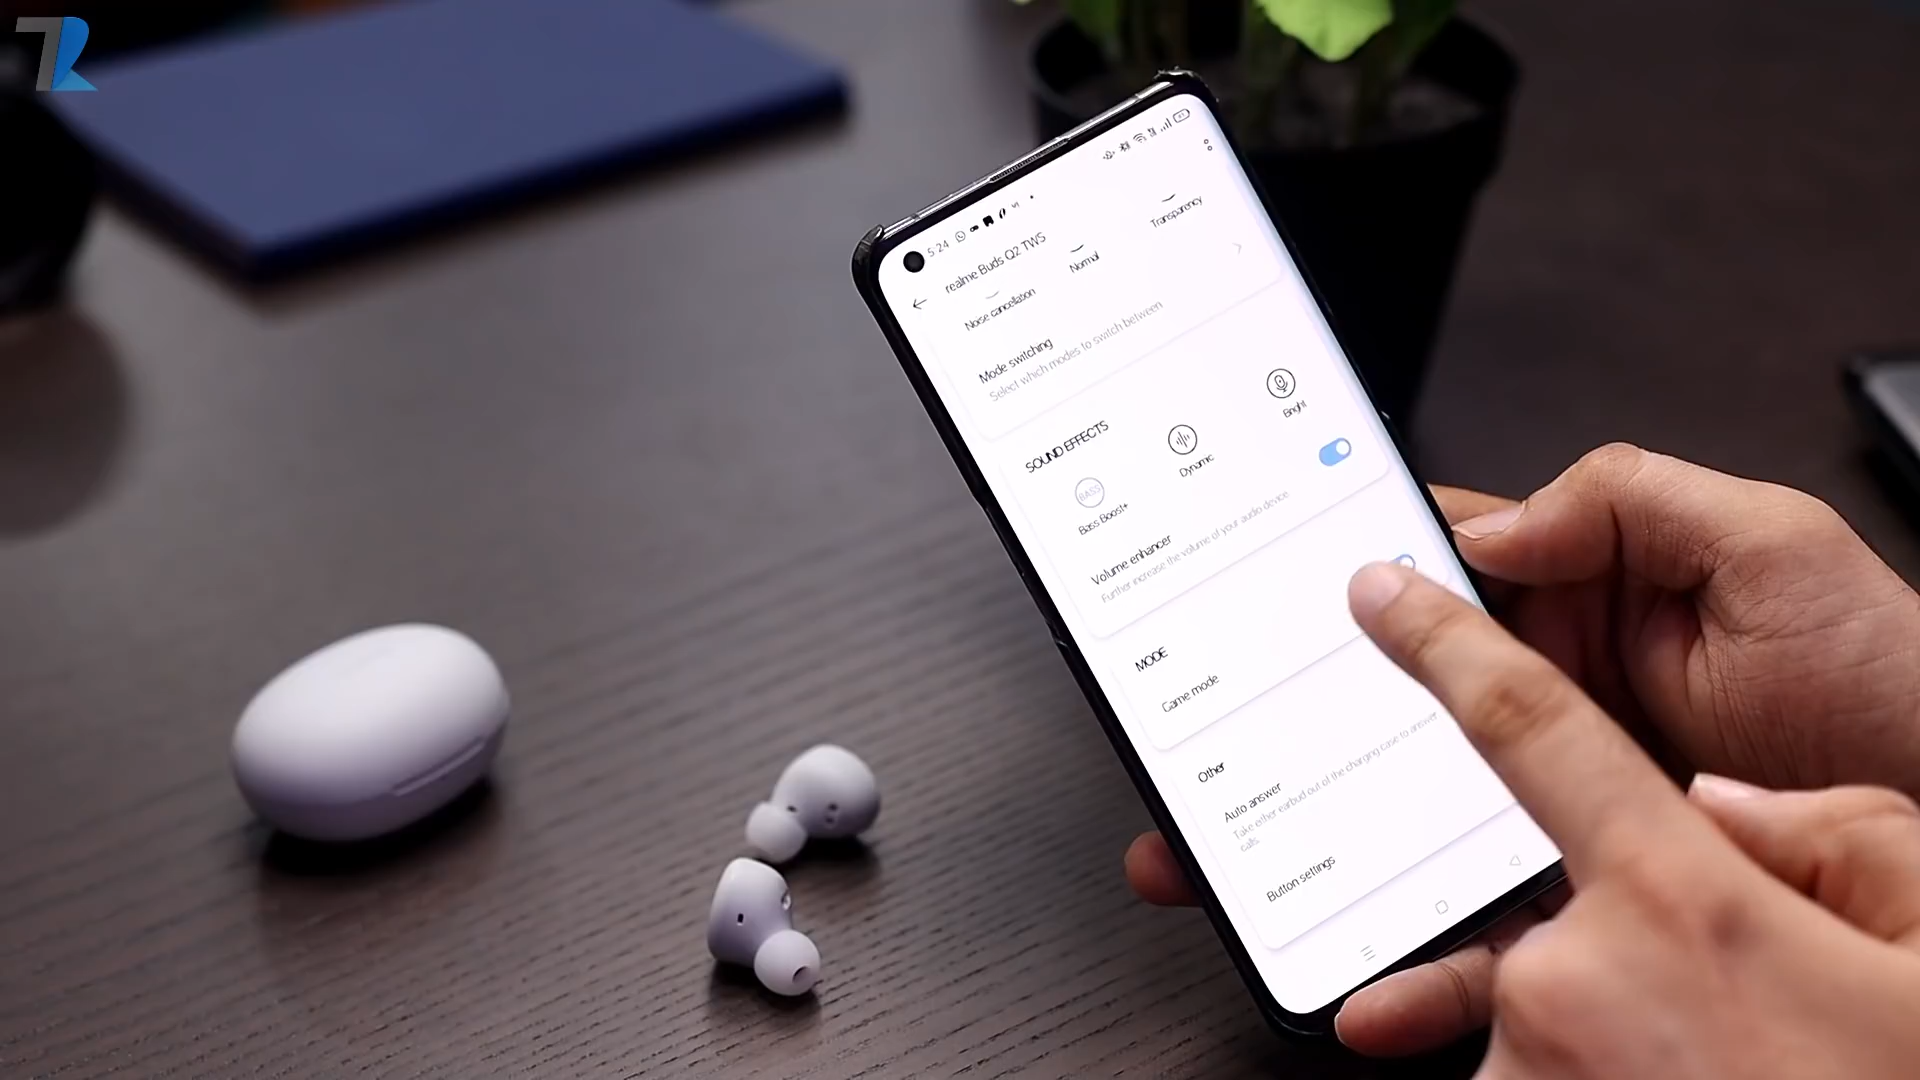 5:24
realme Buds Q2 TWS
Noise cancellation
Normal
Transparency
Mode switching
Select which modes to switch between
SOUND EFFECTS
BASS
Bass Boost+
Dynamic
Bright
Volume enhancer
Further increase the volume of your audio device
MODE
Game mode
Other
Auto answer
Take either earbud out of the charging case to answer
calls.
Button settings